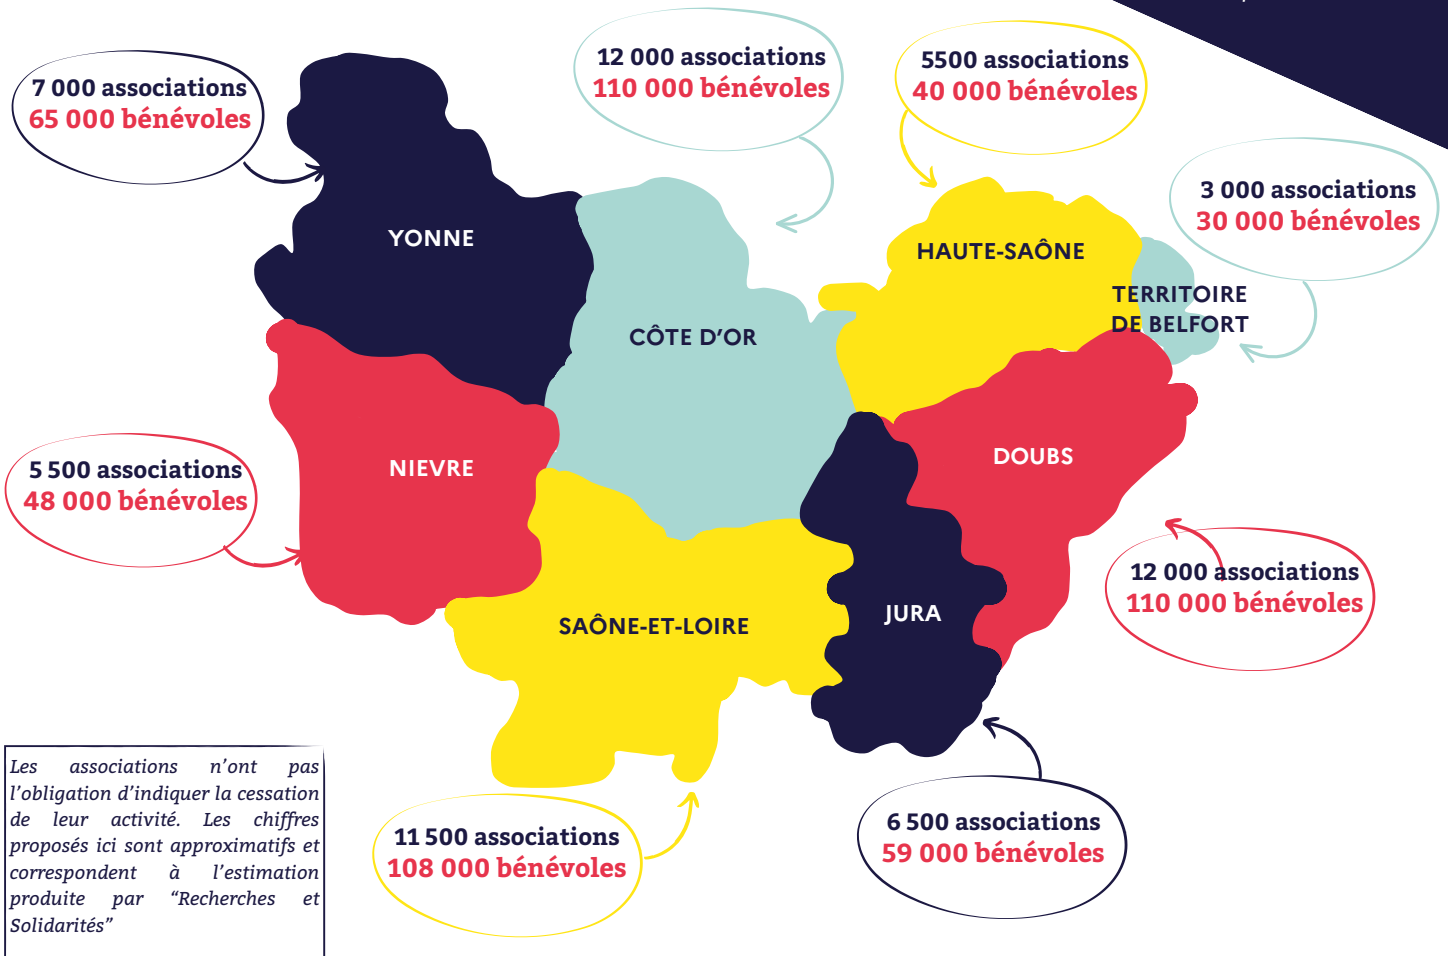 12 000 associations
110 000 bénévoles
5500 associations
40 000 bénévoles
7 000 associations
65 000 bénévoles
3 000 associations
30 000 bénévoles
YONNE
HAUTE-SAÔNE
TERRITOIRE
DE BELFORT
CÔTE D’OR
NIEVRE
DOUBS
5 500 associations
48 000 bénévoles
12 000 associations
110 000 bénévoles
SAÔNE-ET-LOIRE
JURA
Les associations n’ont pas
l’obligation d’indiquer la cessation
de leur activité. Les chiffres
proposés ici sont approximatifs et
correspondent à l’estimation
produite par “Recherches et
Solidarités”
11 500 associations
108 000 bénévoles
6 500 associations
59 000 bénévoles